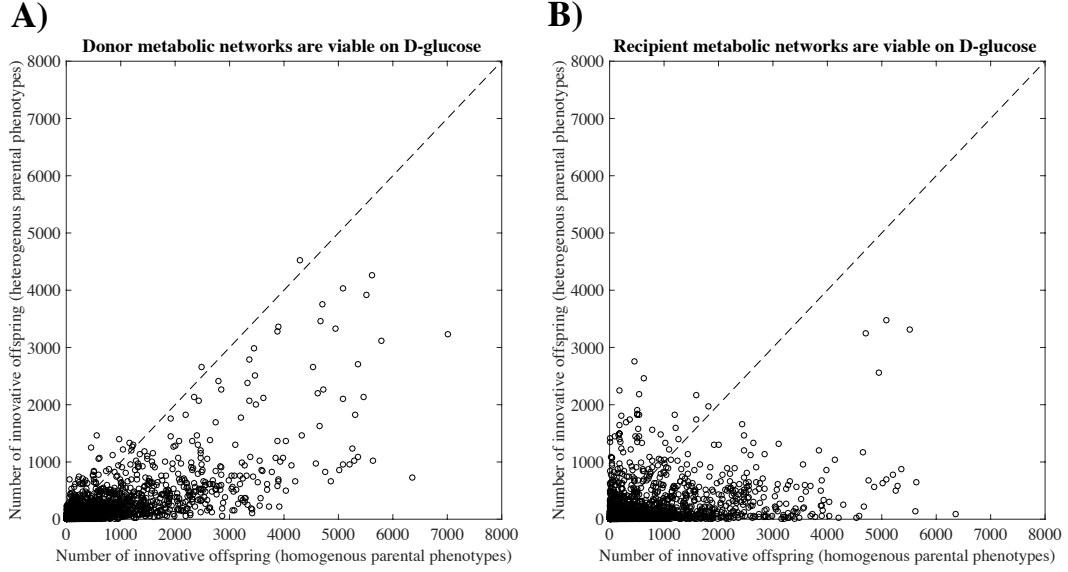 A)
Donor metabolic networks are viable on D-glucose
8000
7000
6000
5000
4000
3000
2000
1000
0
Number of innovative offspring (heterogenous parental phenotypes)
0 1000 2000 3000 4000 5000 6000 7000 8000
Number of innovative offspring (homogenous parental phenotypes)
B)
Recipient metabolic networks are viable on D-glucose
8000
7000
6000
5000
4000
3000
2000
1000
0
Number of innovative offspring (heterogenous parental phenotypes)
0 1000 2000 3000 4000 5000 6000 7000 8000
Number of innovative offspring (homogenous parental phenotypes)